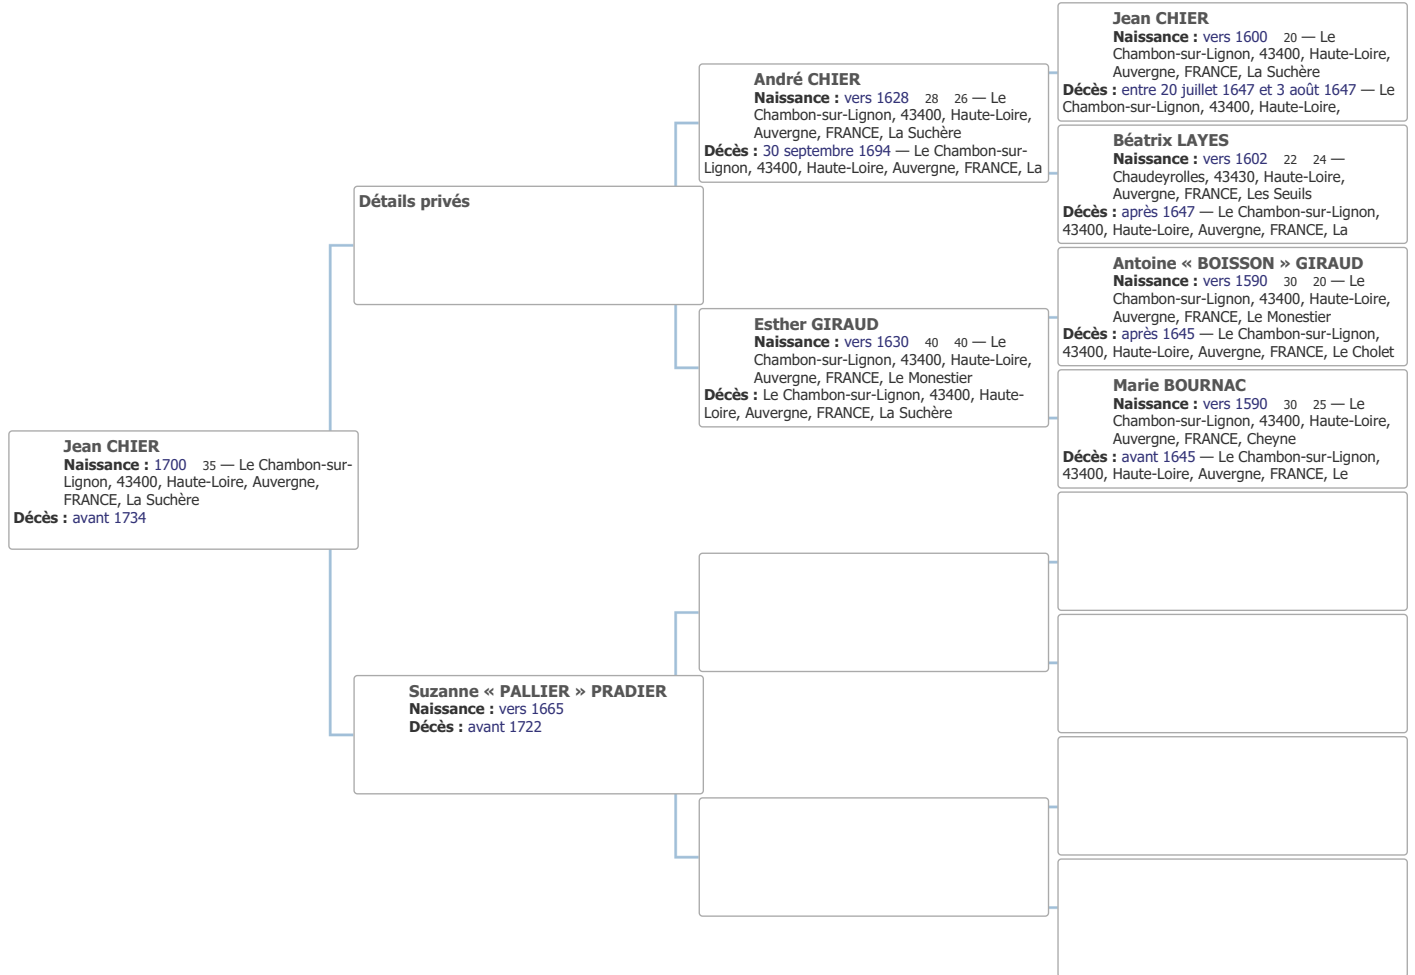 Jean CHIER
Naissance : vers 1600 20 — Le
Chambon-sur-Lignon, 43400, Haute-Loire,
Auvergne, FRANCE, La Suchère
Décès : entre 20 juillet 1647 et 3 août 1647 — Le
Chambon-sur-Lignon, 43400, Haute-Loire,
André CHIER
Naissance : vers 1628 28 26 — Le
Chambon-sur-Lignon, 43400, Haute-Loire,
Auvergne, FRANCE, La Suchère
Décès : 30 septembre 1694 — Le Chambon-sur-
Lignon, 43400, Haute-Loire, Auvergne, FRANCE, La
Béatrix LAYES
Naissance : vers 1602 22 24 —
Chaudeyrolles, 43430, Haute-Loire,
Auvergne, FRANCE, Les Seuils
Décès : après 1647 — Le Chambon-sur-Lignon,
43400, Haute-Loire, Auvergne, FRANCE, La
Détails privés
Antoine « BOISSON » GIRAUD
Naissance : vers 1590 30 20 — Le
Chambon-sur-Lignon, 43400, Haute-Loire,
Auvergne, FRANCE, Le Monestier
Décès : après 1645 — Le Chambon-sur-Lignon,
43400, Haute-Loire, Auvergne, FRANCE, Le Cholet
Esther GIRAUD
Naissance : vers 1630 40 40 — Le
Chambon-sur-Lignon, 43400, Haute-Loire,
Auvergne, FRANCE, Le Monestier
Décès : Le Chambon-sur-Lignon, 43400, Haute-
Loire, Auvergne, FRANCE, La Suchère
Marie BOURNAC
Naissance : vers 1590 30 25 — Le
Chambon-sur-Lignon, 43400, Haute-Loire,
Auvergne, FRANCE, Cheyne
Décès : avant 1645 — Le Chambon-sur-Lignon,
43400, Haute-Loire, Auvergne, FRANCE, Le
Jean CHIER
Naissance : 1700 35 — Le Chambon-sur-
Lignon, 43400, Haute-Loire, Auvergne,
FRANCE, La Suchère
Décès : avant 1734
Suzanne « PALLIER » PRADIER
Naissance : vers 1665
Décès : avant 1722